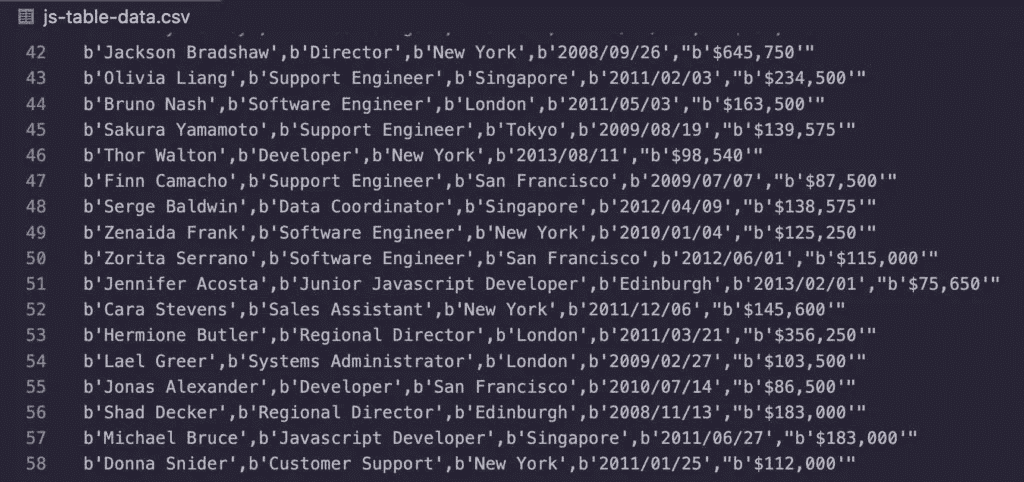 js-table-data.csv
42 b'Jackson Bradshaw',b'Director',b'New York',b'2008/09/26',"b'$645,750'"
43 b'Olivia Liang',b'Support Engineer',b'Singapore',b'2011/02/03',"b'$234,500'"
44 b'Bruno Nash',b'Software Engineer',b'London',b'2011/05/03',"b'$163,500'"
45 b'Sakura Yamamoto',b'Support Engineer',b'Tokyo',b'2009/08/19',"b'$139,575'"
46 b'Thor Walton',b'Developer',b'New York',b'2013/08/11',"b'$98,540'"
47 b'Finn Camacho',b'Support Engineer',b'San Francisco',b'2009/07/07',"b'$87,500'"
48 b'Serge Baldwin',b'Data Coordinator',b'Singapore',b'2012/04/09',"b'$138,575'"
49 b'Zenaida Frank',b'Software Engineer',b'New York',b'2010/01/04',"b'$125,250'"
50 b'Zorita Serrano',b'Software Engineer',b'San Francisco',b'2012/06/01',"b'$115,000'"
51 b'Jennifer Acosta',b'Junior Javascript Developer',b'Edinburgh',b'2013/02/01',"b'$75,650'"
52 b'Cara Stevens',b'Sales Assistant',b'New York',b'2011/12/06',"b'$145,600'"
53 b'Hermione Butler',b'Regional Director',b'London',b'2011/03/21',"b'$356,250'"
54 b'Lael Greer',b'Systems Administrator',b'London',b'2009/02/27',"b'$103,500'"
55 b'Jonas Alexander',b'Developer',b'San Francisco',b'2010/07/14',"b'$86,500'"
56 b'Shad Decker',b'Regional Director',b'Edinburgh',b'2008/11/13',"b'$183,000'"
57 b'Michael Bruce',b'Javascript Developer',b'Singapore',b'2011/06/27',"b'$183,000'"
58 b'Donna Snider',b'Customer Support',b'New York',b'2011/01/25',"b'$112,000'"